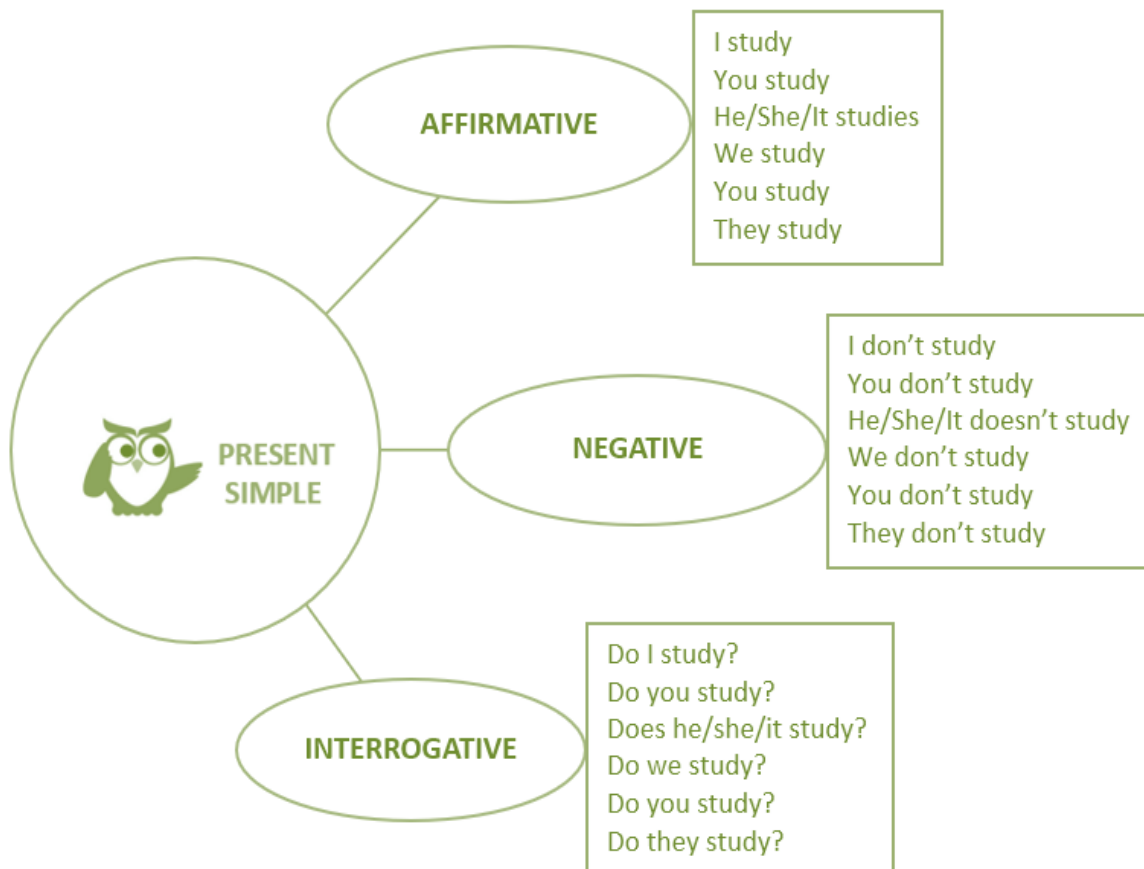 AFFIRMATIVE
I study
You study
He/She/It studies
We study
You study
They study
PRESENT
SIMPLE
NEGATIVE
I don’t study
You don’t study
He/She/It doesn’t study
We don’t study
You don’t study
They don’t study
INTERROGATIVE
Do I study?
Do you study?
Does he/she/it study?
Do we study?
Do you study?
Do they study?